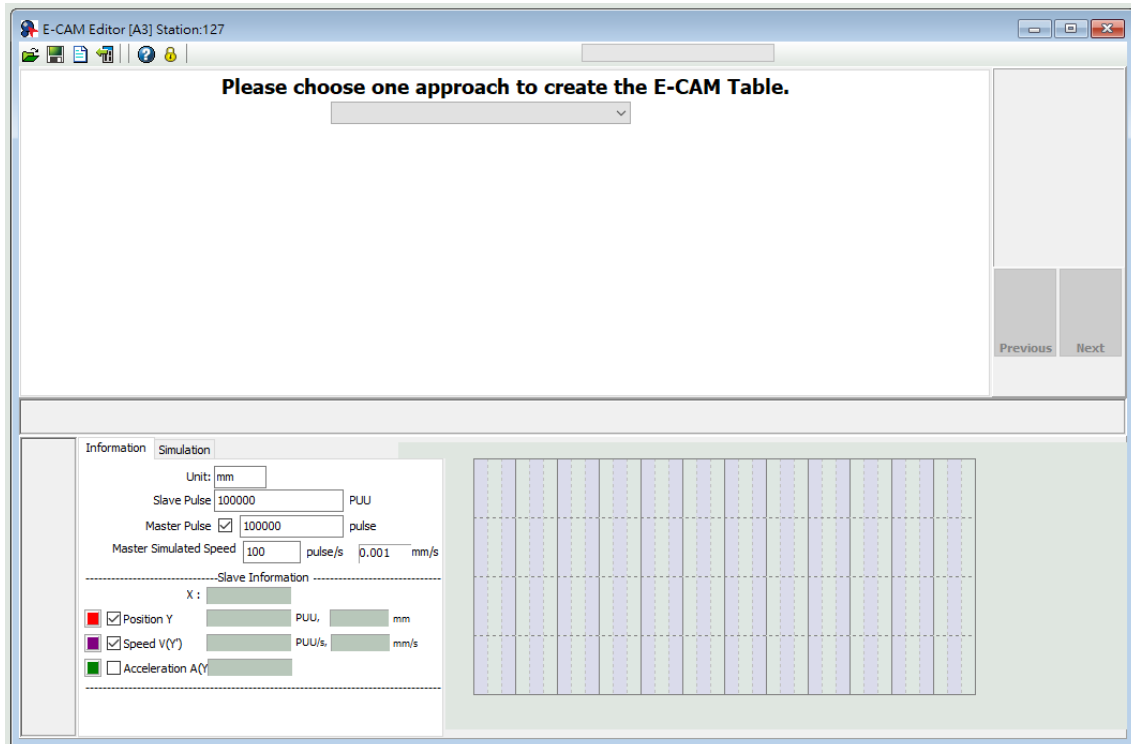 E-CAM Editor [A3] Station:127
Please choose one approach to create the E-CAM Table.
Previous Next
Information Simulation
Unit: mm
Slave Pulse 100000 PUU
Master Pulse 100000 pulse
Master Simulated Speed 100 pulse/s 0.001 mm/s
Slave Information
X :
Position Y PUU, mm
Speed V(Y') PUU/s, mm/s
Acceleration A(Y